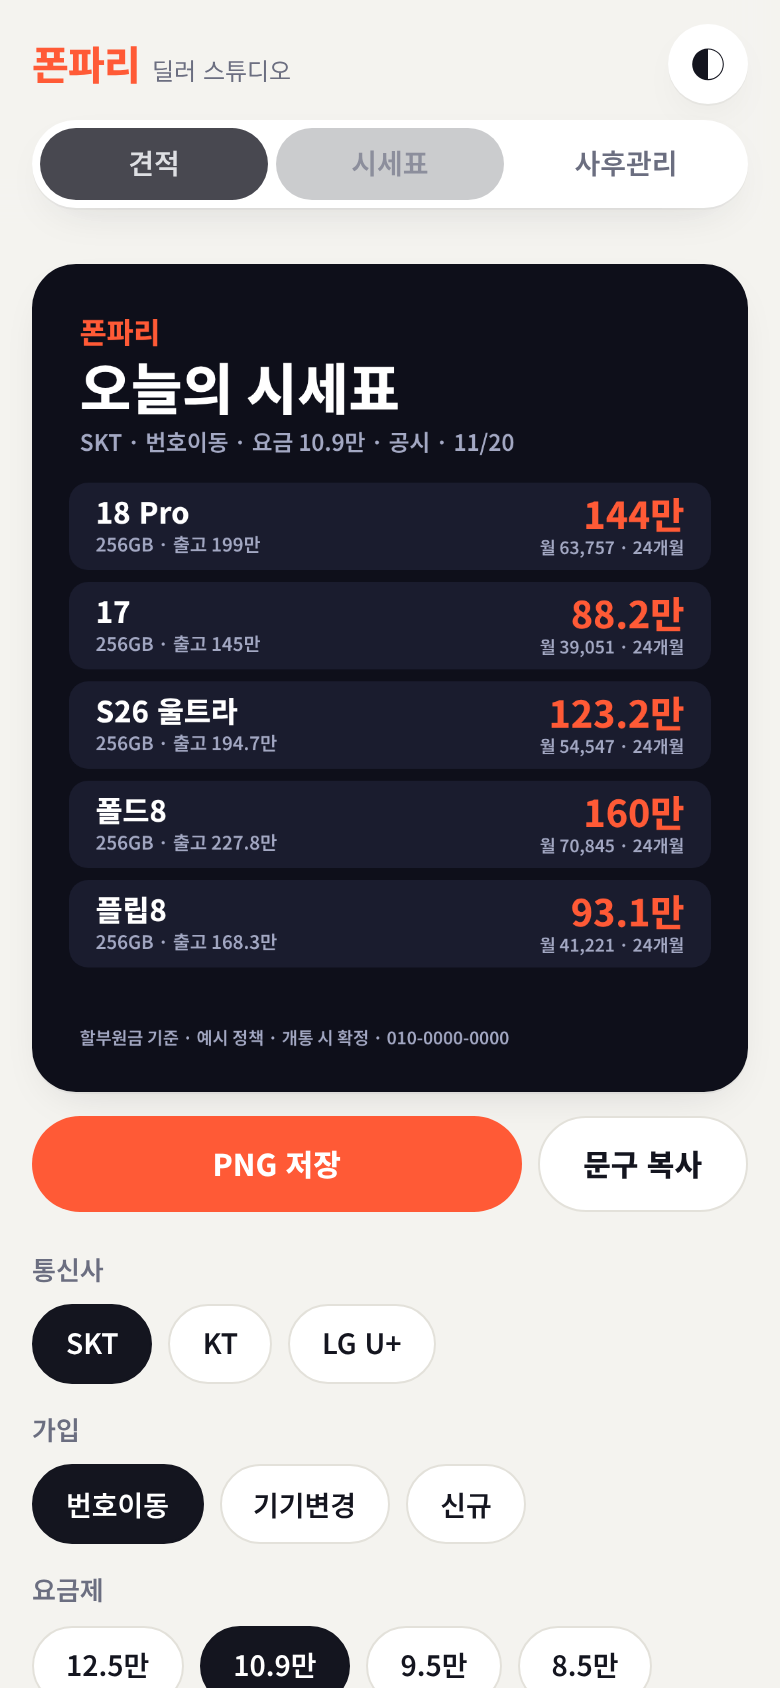 폰파리 딜러 스튜디오
견적 시세표 사후관리
폰파리
오늘의 시세표
SKT · 번호이동 · 요금 10.9만 · 공시 · 11/20
18 Pro 144만
256GB · 출고 199만 월 63,757 · 24개월
17 88.2만
256GB · 출고 145만 월 39,051 · 24개월
S26 울트라 123.2만
256GB · 출고 194.7만 월 54,547 · 24개월
폴드8 160만
256GB · 출고 227.8만 월 70,845 · 24개월
플립8 93.1만
256GB · 출고 168.3만 월 41,221 · 24개월
할부원금 기준 · 예시 정책 · 개통 시 확정 · 010-0000-0000
PNG 저장 문구 복사
통신사
SKT KT LG U+
가입
번호이동 기기변경 신규
요금제
12.5만 10.9만 9.5만 8.5만